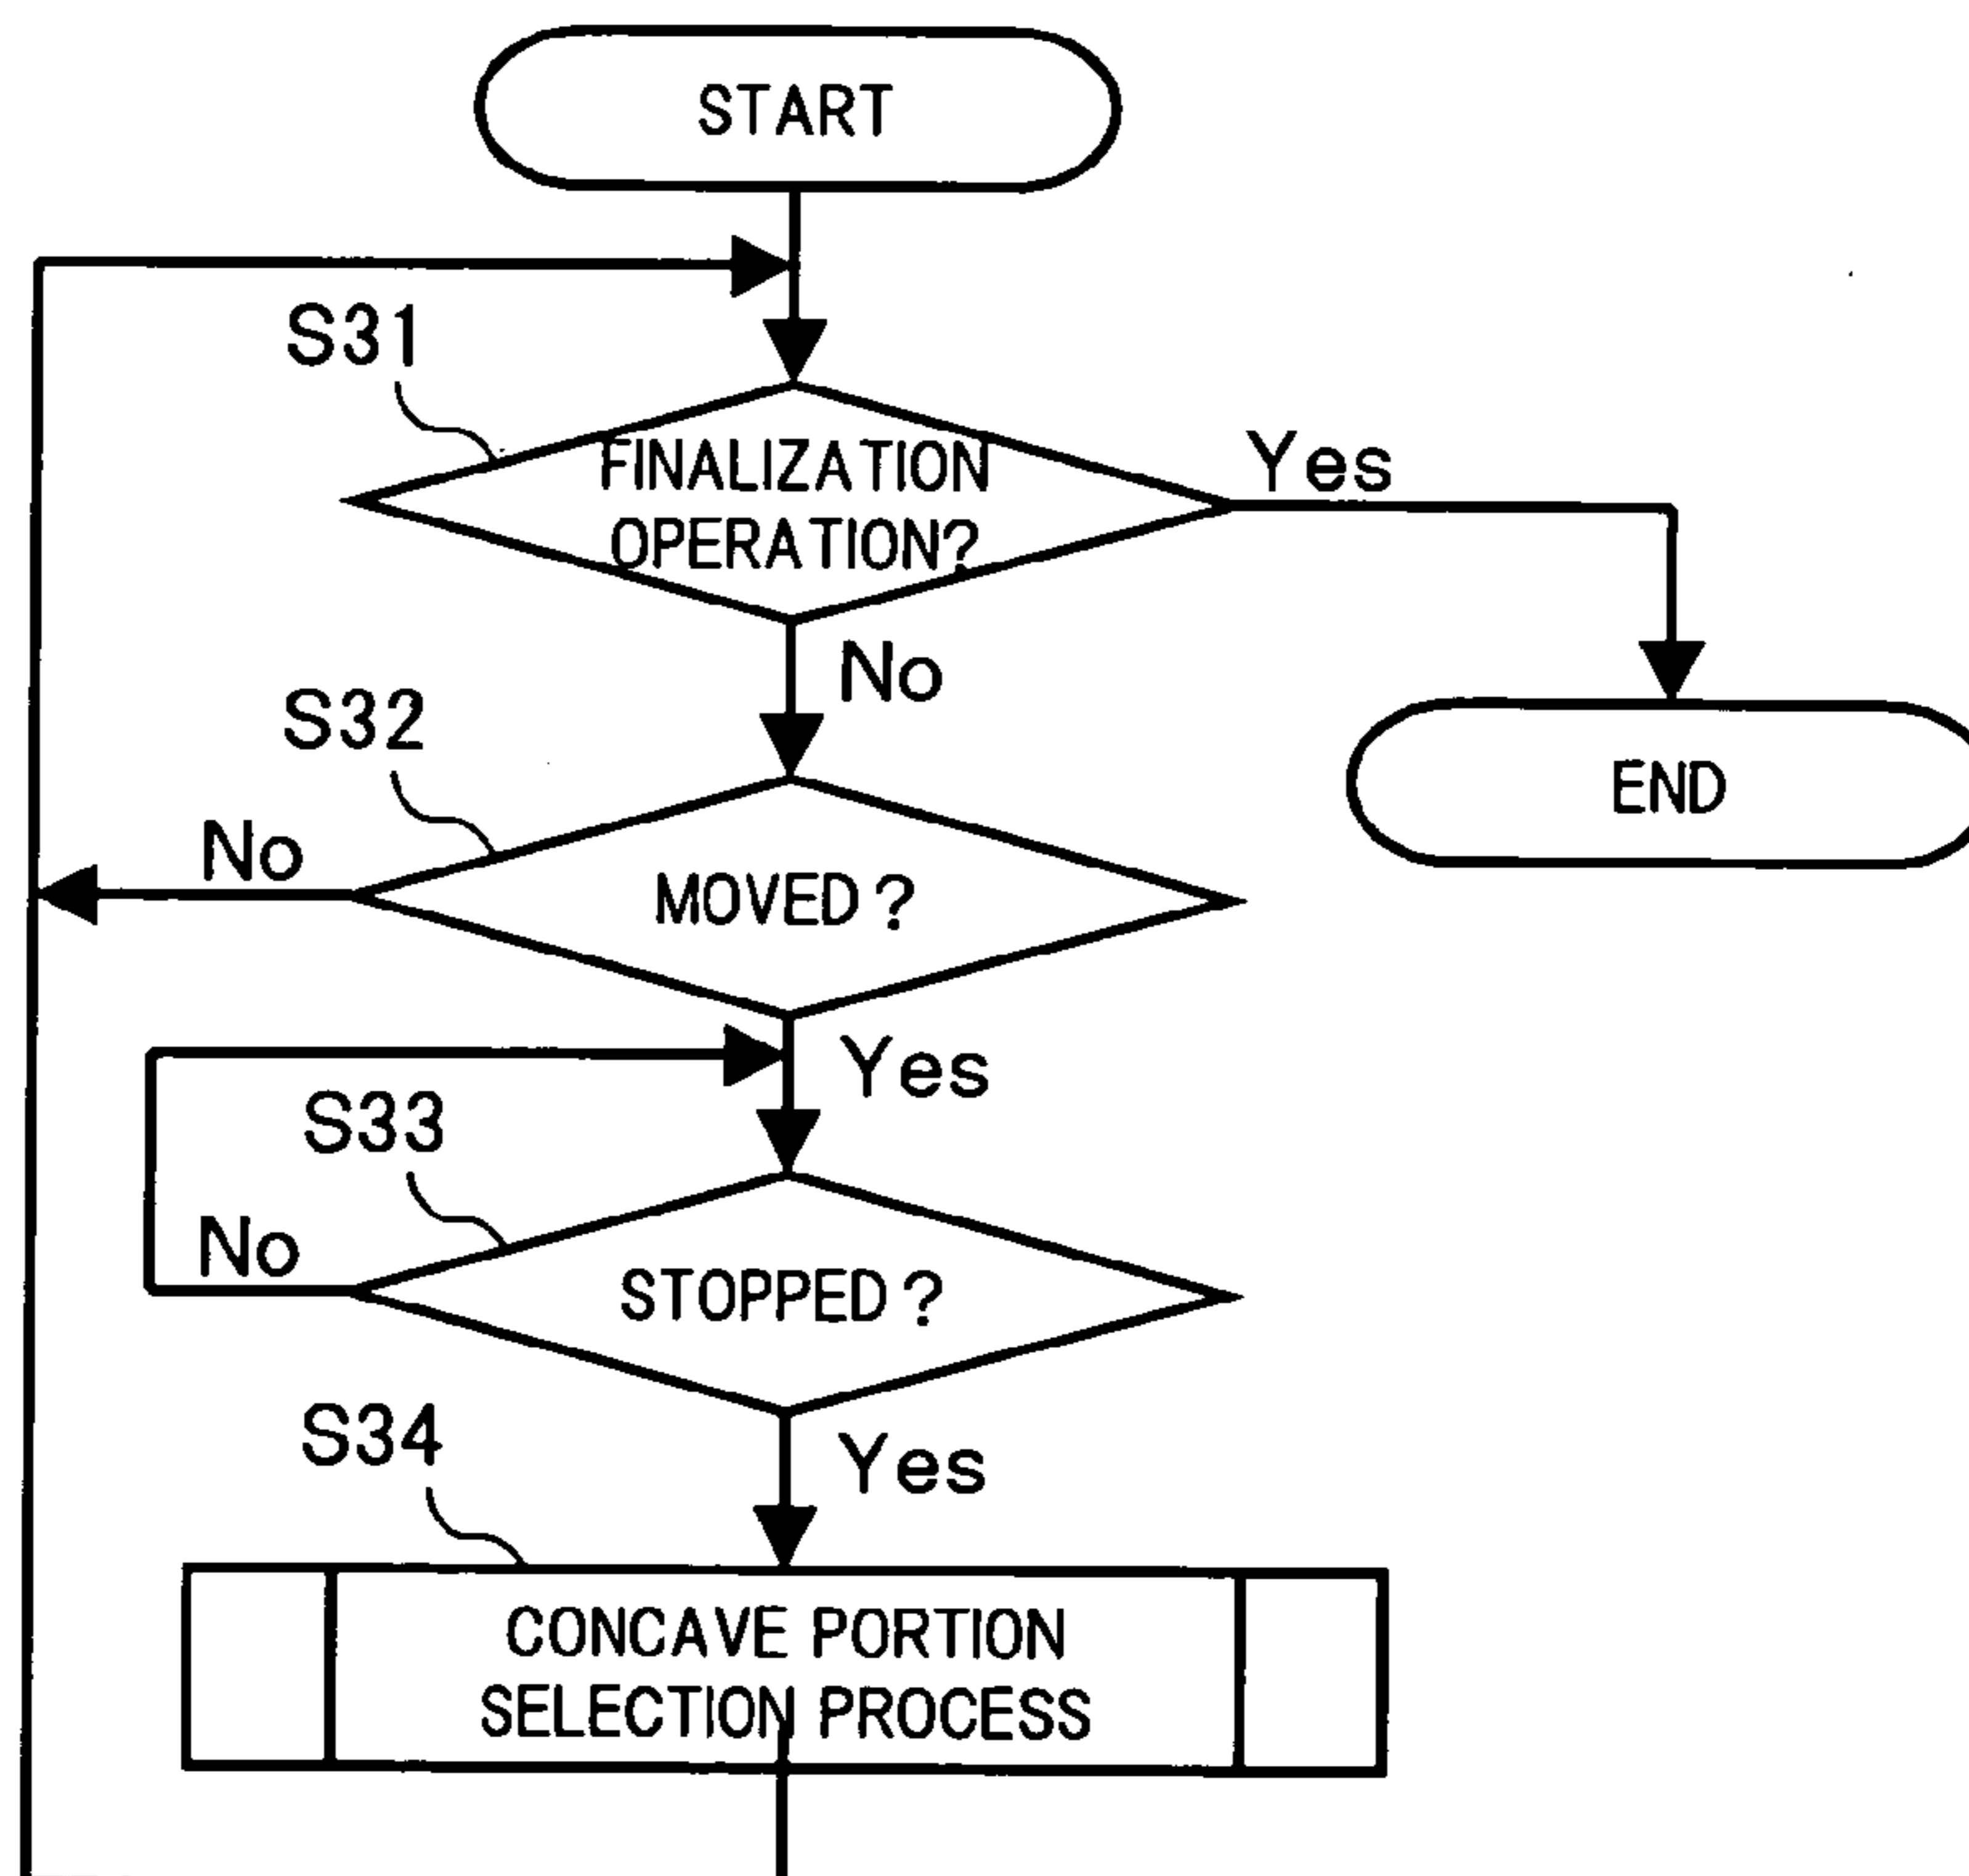 START
S31
FINALIZATION
OPERATION?
Yes
No
END
S32
No
MOVED?
Yes
S33
No
STOPPED?
Yes
S34
CONCAVE PORTION
SELECTION PROCESS